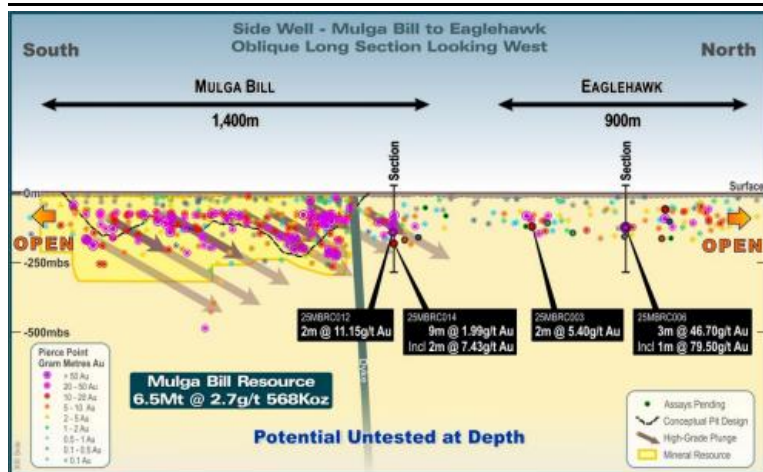 Side Well - Mulga Bill to Eaglehawk
Oblique Long Section Looking West
South
North
MULGA BILL
1,400m
EAGLEHAWK
900m
Section
Section
0m
Surface
OPEN
OPEN
-250mbs
-500mbs
25MBRC012
2m @ 11.15g/t Au
25MBRC014
9m @ 1.99g/t Au
Incl 2m @ 7.43g/t Au
25MBRC003
2m @ 5.40g/t Au
25MBRC006
3m @ 46.70g/t Au
Incl 1m @ 79.50g/t Au
Pierce Point
Gram Metres Au
> 50 Au
20 - 50 Au
10 - 20 Au
5 - 10 Au
2 - 5 Au
1 - 2 Au
0.5 - 1 Au
0.1 - 0.5 Au
< 0.1 Au
Mulga Bill Resource
6.5Mt @ 2.7g/t 568Koz
Dyke
Potential Untested at Depth
Assays Pending
Conceptual Pit Design
High-Grade Plunge
Mineral Resource